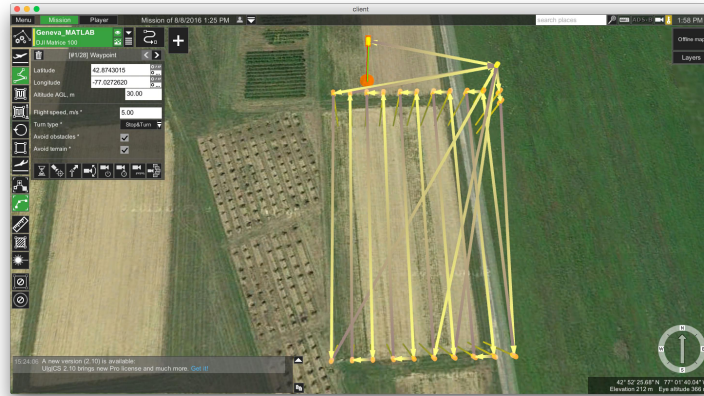 client
Menu Mission Player Mission of 8/8/2016 1:25 PM search places ADS-B 1:58 PM
Geneva_MATLAB
DJI Matrice 100
Offline map
Layers
[#1/28] Waypoint
Latitude 42.8743015
Longitude -77.0272620
Altitude AGL, m 30.00
Flight speed, m/s * 5.00
Turn type * Stop&Turn
Avoid obstacles *
Avoid terrain *
N
W
S
15:24:06 A new version (2.10) is available:
UgCS 2.10 brings new Pro license and much more. Get it!
42° 52' 25.68" N 77° 01' 40.04" W
Elevation 212 m Eye altitude 366 m